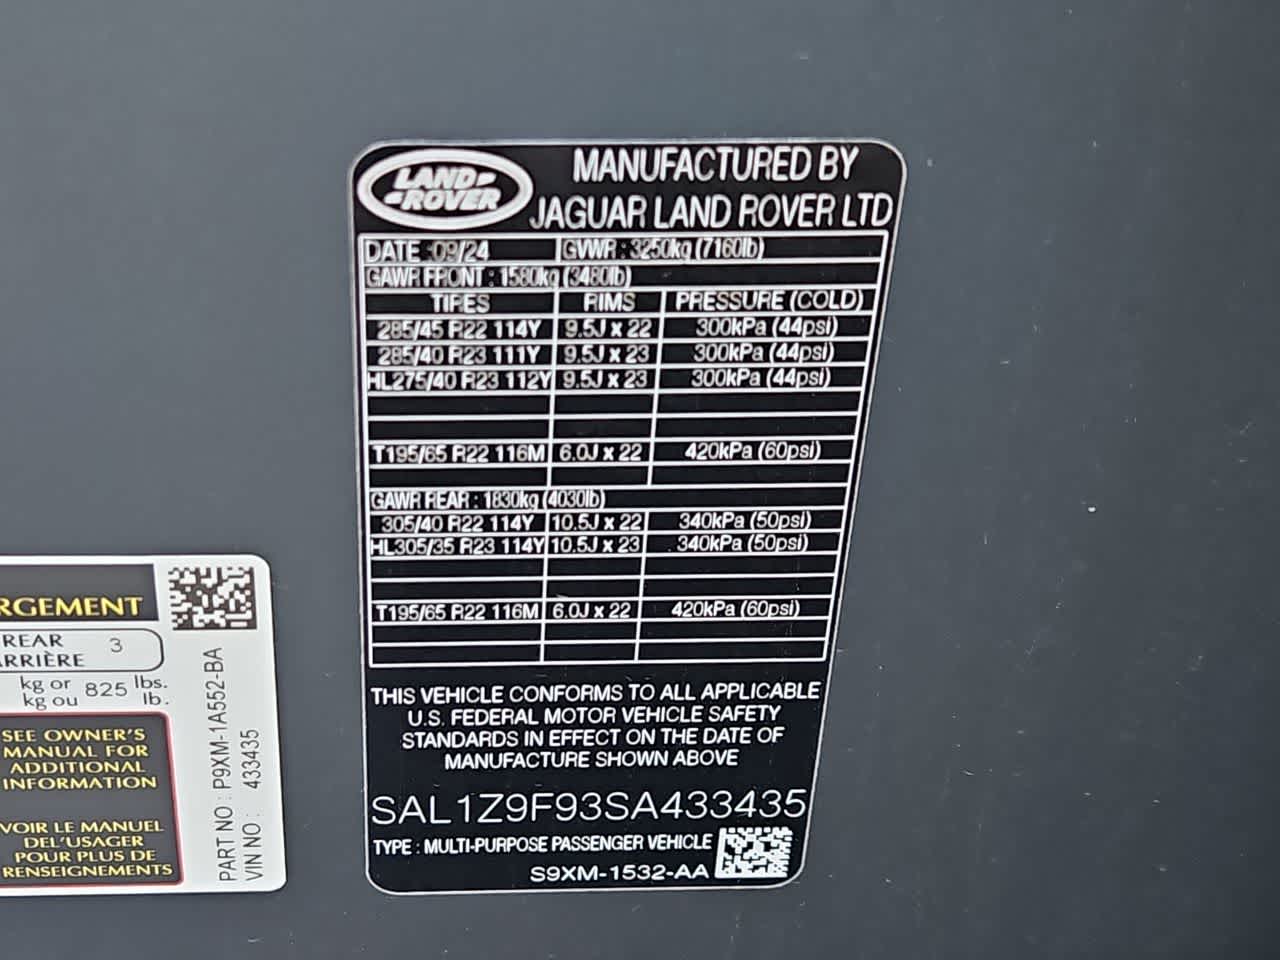 LAND ROVER
MANUFACTURED BY
JAGUAR LAND ROVER LTD
DATE :09/24 GVWR : 3250kg (7160lb)
GAWR FRONT : 1580kg (3480lb)
TIRES RIMS PRESSURE (COLD)
285/45 R22 114Y 9.5J x 22 300kPa (44psi)
285/40 R23 111Y 9.5J x 23 300kPa (44psi)
HL275/40 R23 112Y 9.5J x 23 300kPa (44psi)
T195/65 R22 116M 6.0J x 22 420kPa (60psi)
GAWR REAR : 1830kg (4030lb)
305/40 R22 114Y 10.5J x 22 340kPa (50psi)
HL305/35 R23 114Y 10.5J x 23 340kPa (50psi)
T195/65 R22 116M 6.0J x 22 420kPa (60psi)
THIS VEHICLE CONFORMS TO ALL APPLICABLE
U.S. FEDERAL MOTOR VEHICLE SAFETY
STANDARDS IN EFFECT ON THE DATE OF
MANUFACTURE SHOWN ABOVE
SAL1Z9F93SA433435
TYPE : MULTI-PURPOSE PASSENGER VEHICLE
S9XM-1532-AA
RGEMENT
REAR 3
ARRIÈRE
kg or 825 lbs.
kg ou lb.
SEE OWNER'S
MANUAL FOR
ADDITIONAL
INFORMATION
VOIR LE MANUEL
DEL'USAGER
POUR PLUS DE
RENSEIGNEMENTS
PART NO : P9XM-1A552-BA
VIN NO : 433435